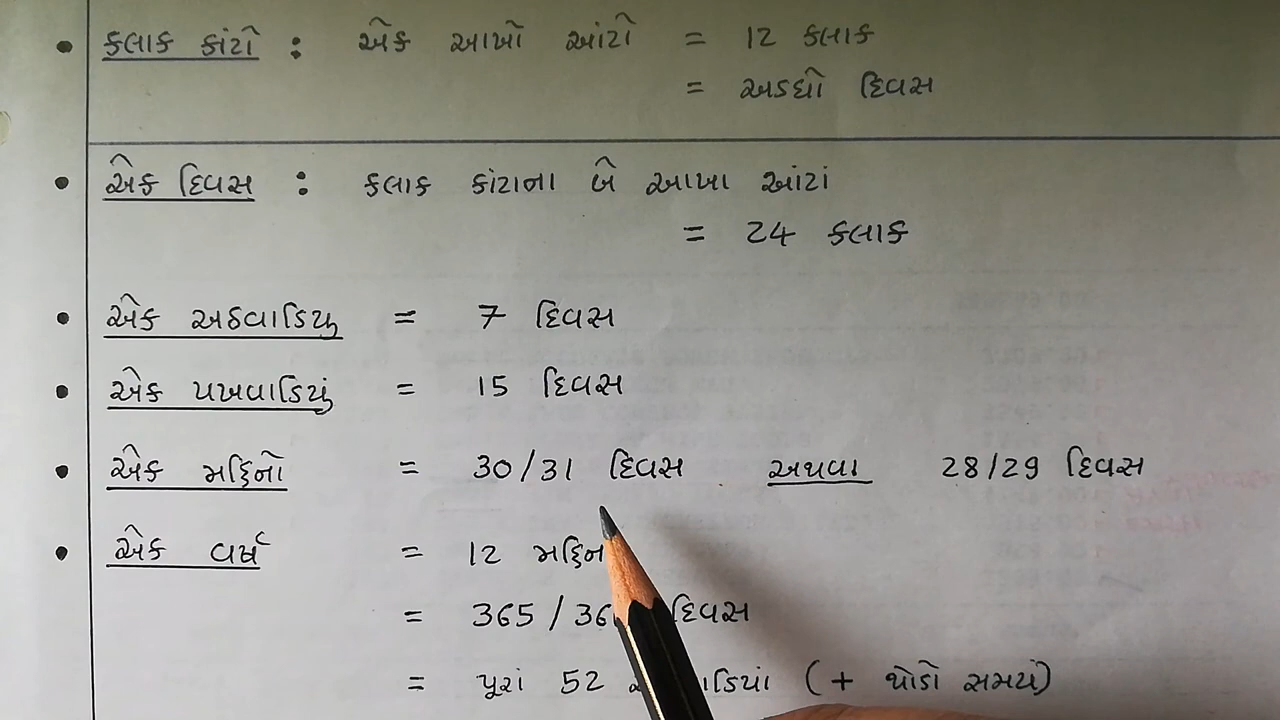 • કલાક કાંટો : એક આખો આંટો = 12 કલાક
= અડધો દિવસ
• એક દિવસ : કલાક કાંટાના બે આખા આંટાં
= 24 કલાક
• એક અઠવાડિયુ = 7 દિવસ
• એક પખવાડિયું = 15 દિવસ
• એક મહિનો = 30/31 દિવસ અથવા 28/29 દિવસ
• એક વર્ષ = 12
= 365 / દિવસ
= પૂરાં 52 (+ થોડો સમય)